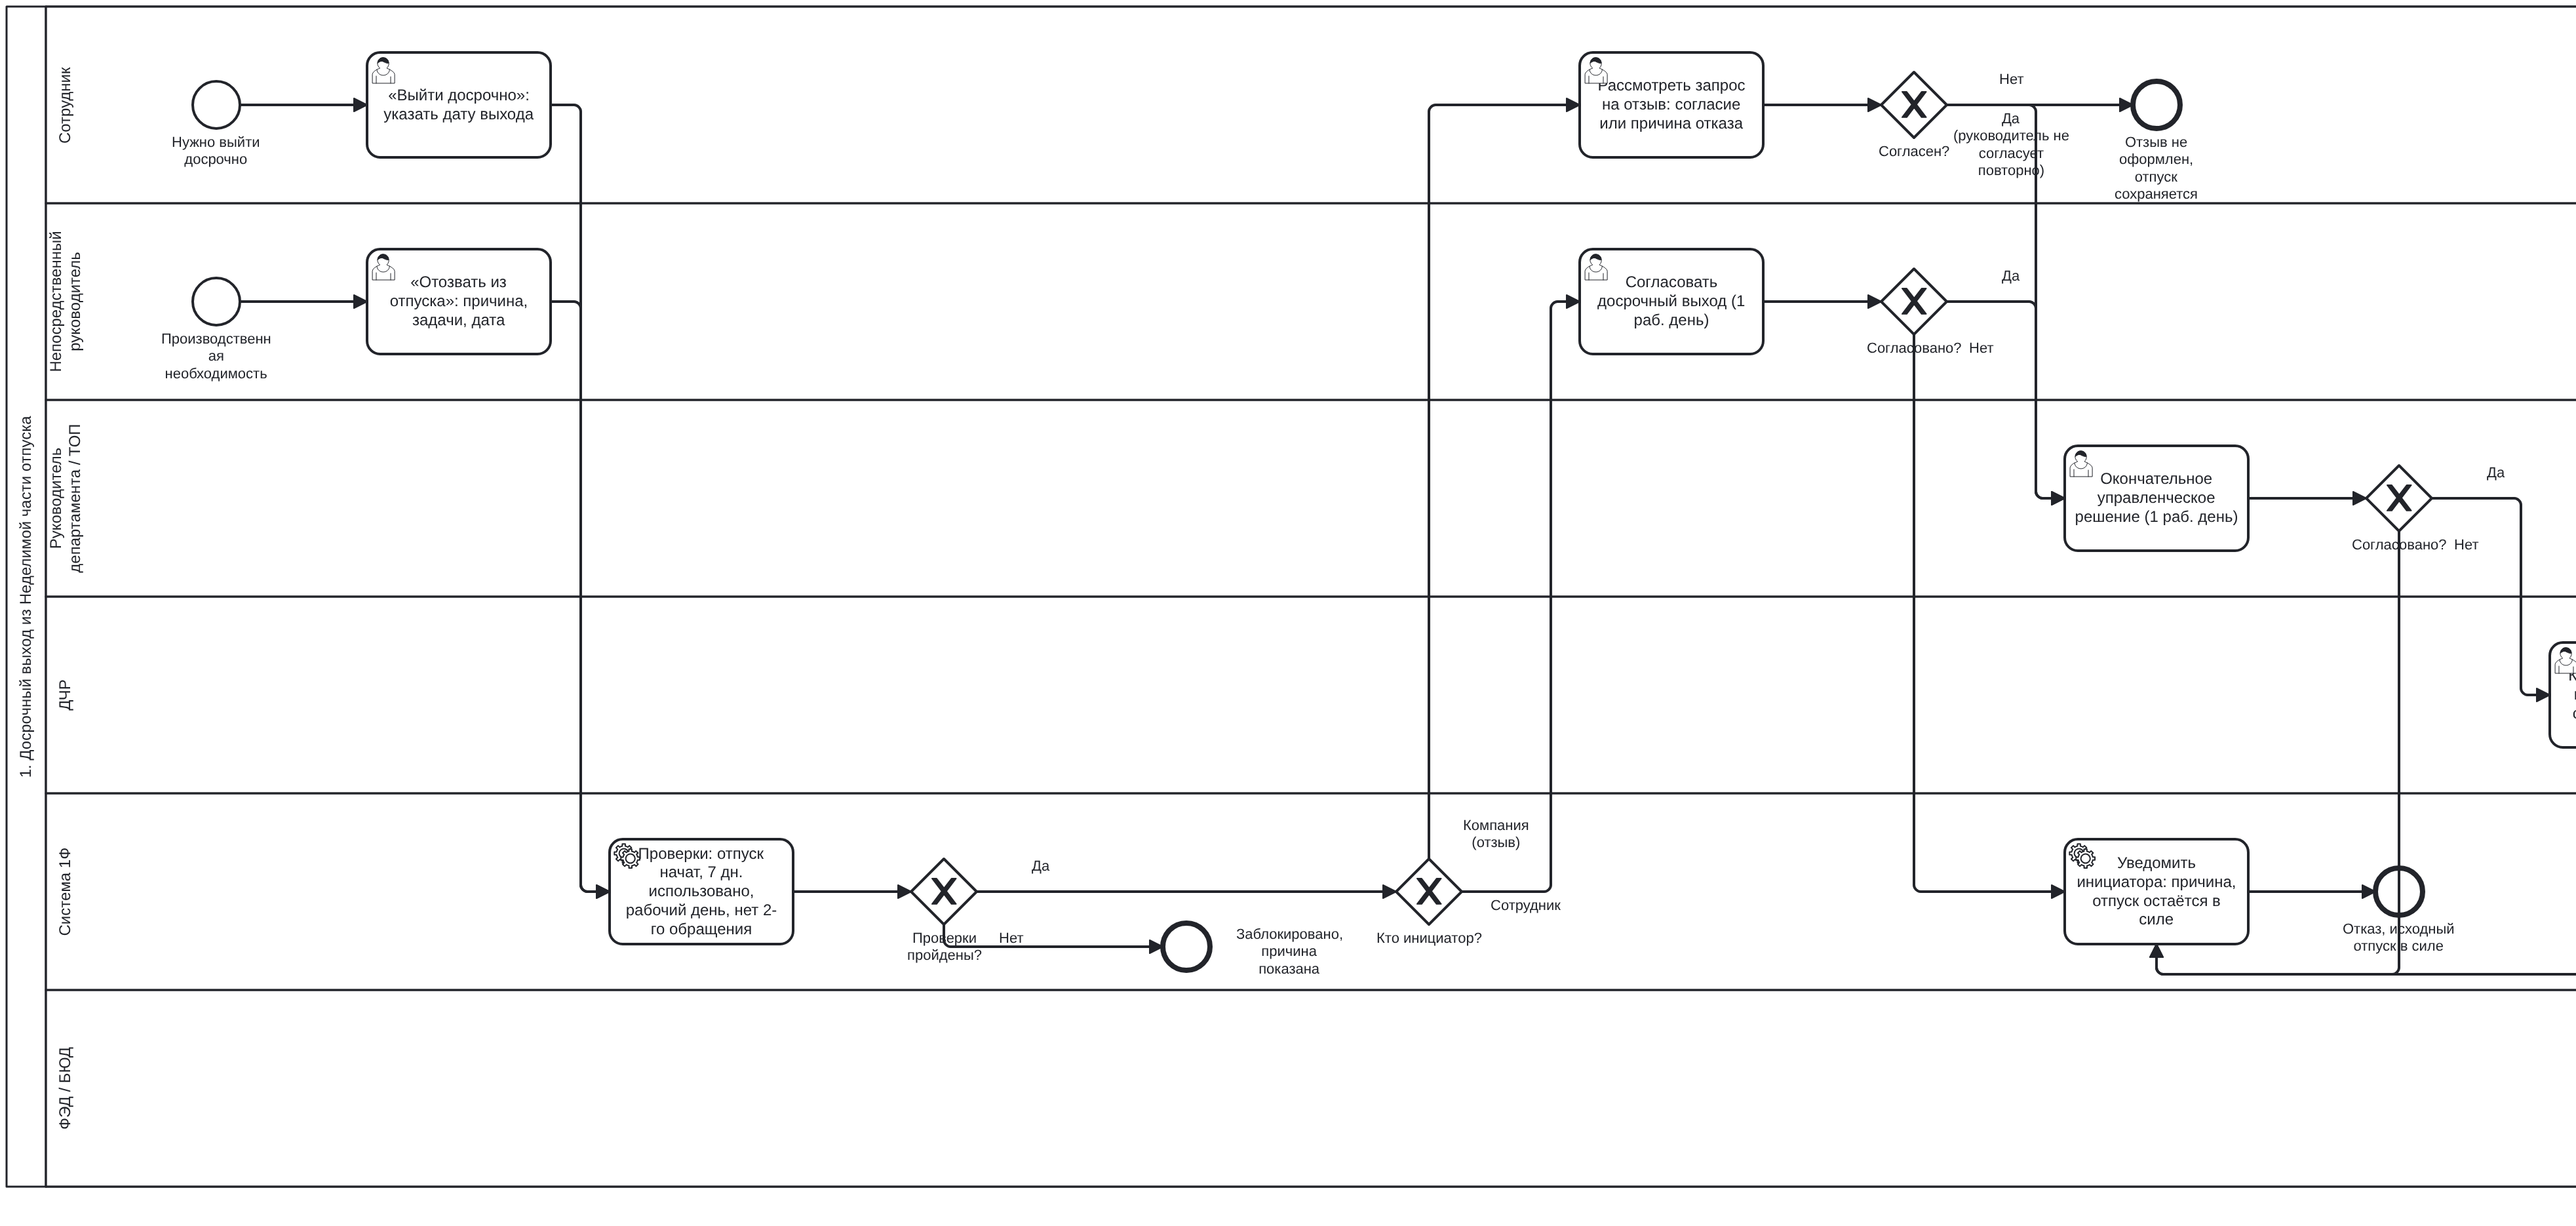 1. Досрочный выход из Неделимой части отпуска
Сотрудник
Нужно выйти
досрочно
«Выйти досрочно»:
указать дату выхода
Рассмотреть запрос
на отзыв: согласие
или причина отказа
Согласен?
Нет
Да
(руководитель не
согласует
повторно)
Отзыв не
оформлен,
отпуск
сохраняется
Непосредственный
руководитель
Производственн
ая
необходимость
«Отозвать из
отпуска»: причина,
задачи, дата
Согласовать
досрочный выход (1
раб. день)
Согласовано?
Нет
Да
Руководитель
департамента / ТОП
Окончательное
управленческое
решение (1 раб. день)
Согласовано?
Нет
Да
ДЧР
Система 1Ф
Проверки: отпуск
начат, 7 дн.
использовано,
рабочий день, нет 2-
го обращения
Проверки
пройдены?
Да
Нет
Заблокировано,
причина
показана
Кто инициатор?
Компания
(отзыв)
Сотрудник
Уведомить
инициатора: причина,
отпуск остаётся в
силе
Отказ, исходный
отпуск в силе
ФЭД / БЮД